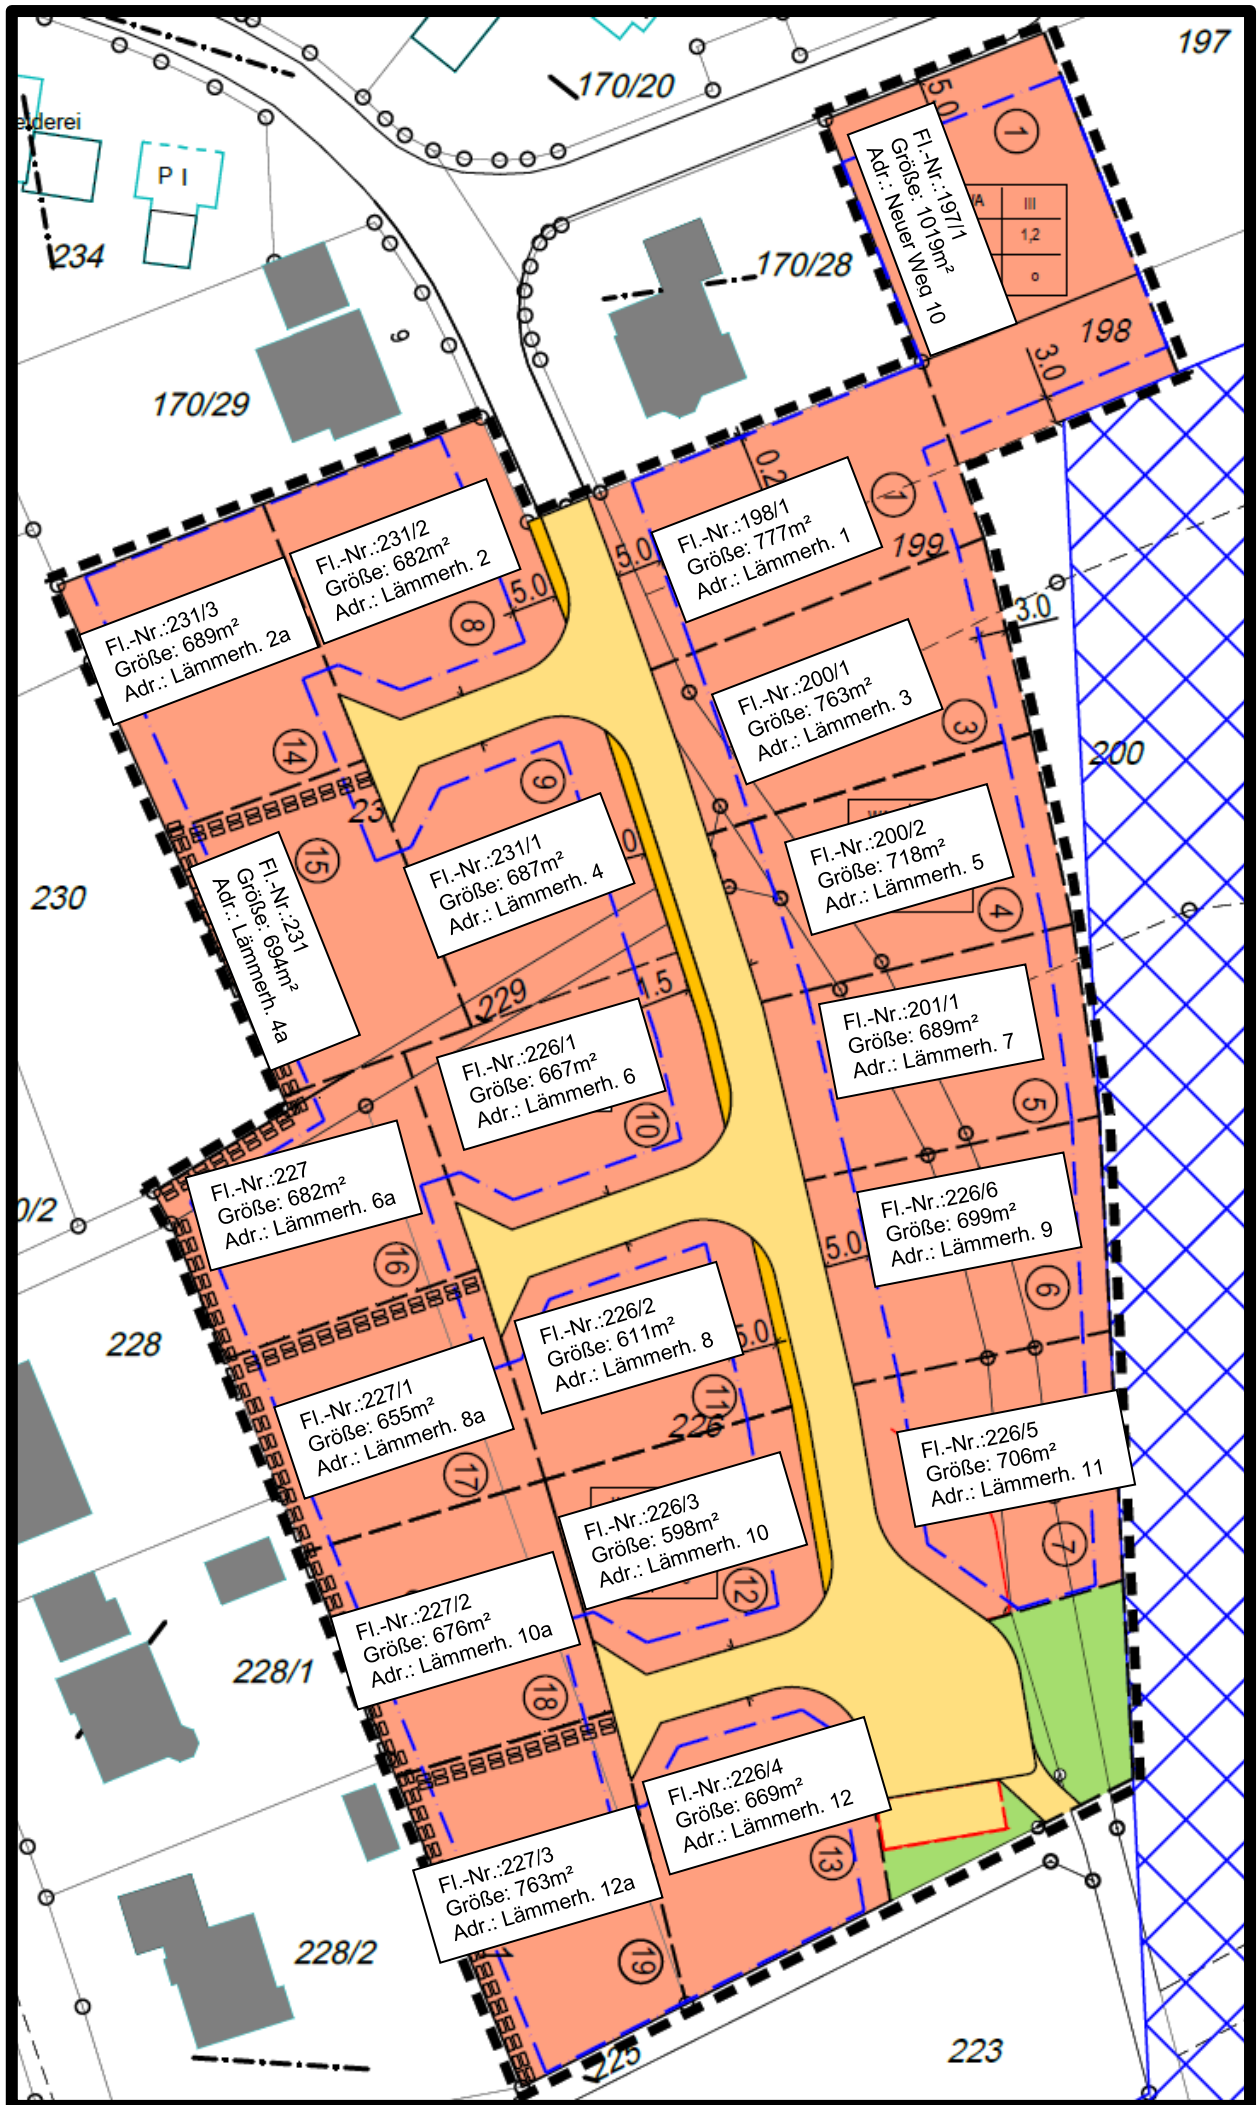 197
170/20
5.0
1
Fl.-Nr.:197/1
Größe: 1019m²
Adr.: Neuer Weg 10
III
1,2
o
P I
234
170/28
198
3.0
9
170/29
0.2
1
199
Fl.-Nr.:198/1
Größe: 777m²
Adr.: Lämmerh. 1
5.0
Fl.-Nr.:231/2
Größe: 682m²
Adr.: Lämmerh. 2
5.0
8
Fl.-Nr.:231/3
Größe: 689m²
Adr.: Lämmerh. 2a
3.0
Fl.-Nr.:200/1
Größe: 763m²
Adr.: Lämmerh. 3
3
200
14
9
23
15
Fl.-Nr.:231/1
Größe: 687m²
Adr.: Lämmerh. 4
0
Fl.-Nr.:200/2
Größe: 718m²
Adr.: Lämmerh. 5
4
230
Fl.-Nr.:231
Größe: 694m²
Adr.: Lämmerh. 4a
229
1.5
Fl.-Nr.:201/1
Größe: 689m²
Adr.: Lämmerh. 7
5
Fl.-Nr.:226/1
Größe: 667m²
Adr.: Lämmerh. 6
10
Fl.-Nr.:227
Größe: 682m²
Adr.: Lämmerh. 6a
0/2
Fl.-Nr.:226/6
Größe: 699m²
Adr.: Lämmerh. 9
5.0
16
6
228
Fl.-Nr.:226/2
Größe: 611m²
Adr.: Lämmerh. 8
5.0
11
226
Fl.-Nr.:227/1
Größe: 655m²
Adr.: Lämmerh. 8a
17
Fl.-Nr.:226/5
Größe: 706m²
Adr.: Lämmerh. 11
7
Fl.-Nr.:226/3
Größe: 598m²
Adr.: Lämmerh. 10
12
Fl.-Nr.:227/2
Größe: 676m²
Adr.: Lämmerh. 10a
228/1
18
Fl.-Nr.:226/4
Größe: 669m²
Adr.: Lämmerh. 12
13
Fl.-Nr.:227/3
Größe: 763m²
Adr.: Lämmerh. 12a
19
228/2
225
223